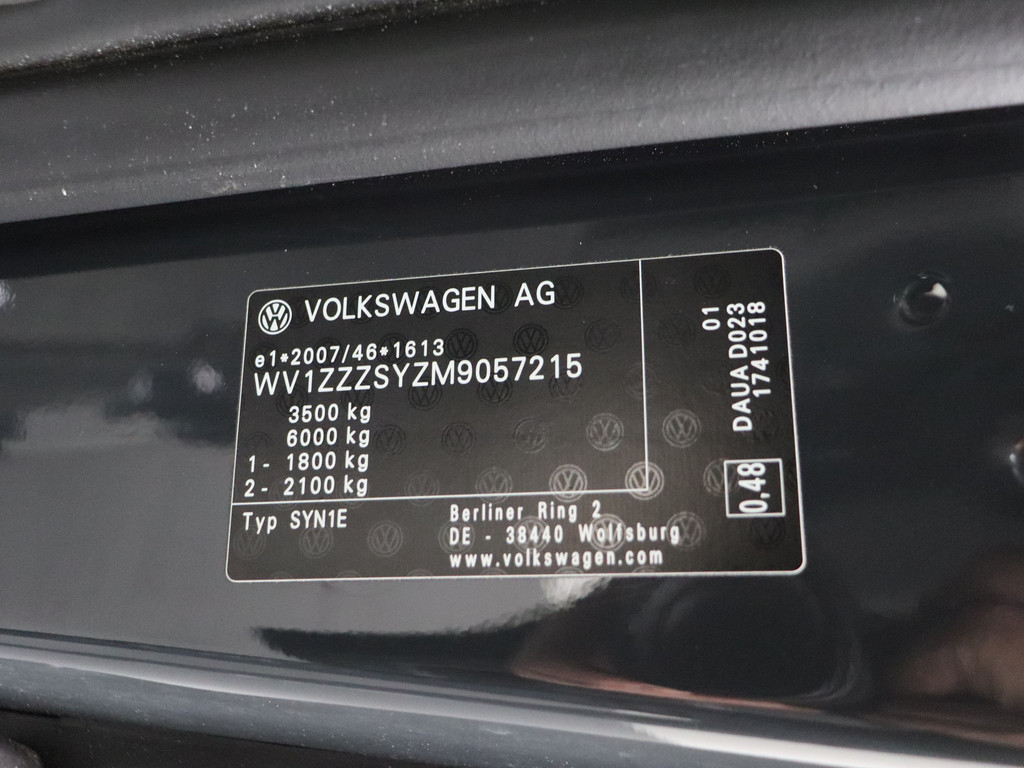 VOLKSWAGEN AG
e1*2007/46*1613
WV1ZZZSYZM9057215
3500 kg
6000 kg
1- 1800 kg
2- 2100 kg
Typ SYN1E
Berliner Ring 2
DE - 38440 Wolfsburg
www.volkswagen.com
01
DAUA D023
1741018
0,48